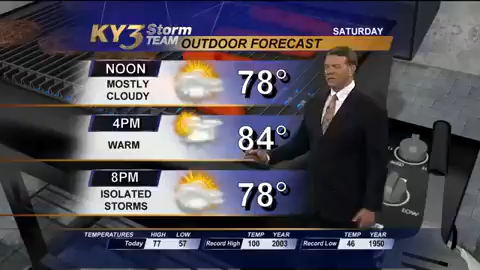 KY3 Storm TEAM
SATURDAY
OUTDOOR FORECAST
NOON
MOSTLY CLOUDY
78°
4PM
WARM
84°
8PM
ISOLATED STORMS
78°
TEMPERATURES HIGH LOW TEMP YEAR TEMP YEAR
Today 77 57 Record High 100 2003 Record Low 46 1950